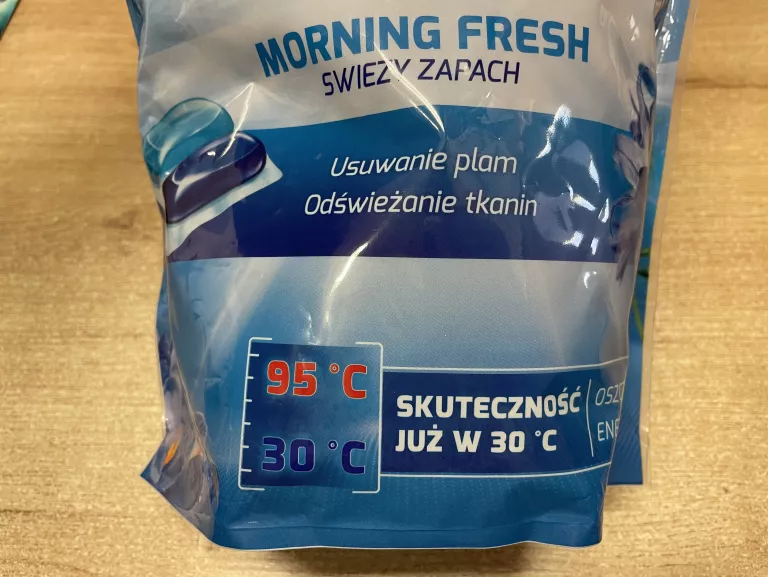 MORNING FRESH
SWIEZY ZAPACH
Usuwanie plam
Odświeżanie tkanin
95 °C
30 °C
SKUTECZNOŚĆ
JUŻ W 30 °C